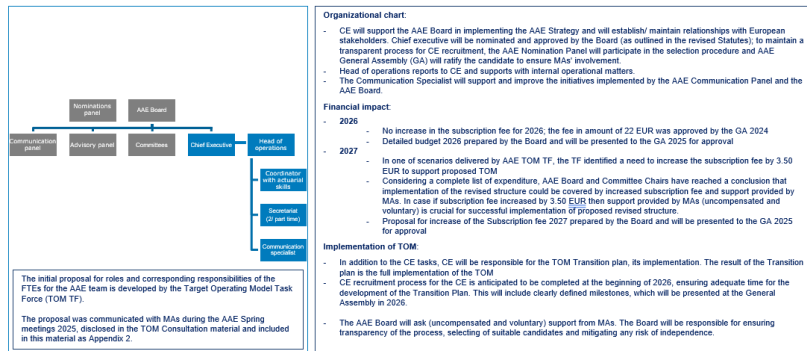 Nominations
panel
AAE Board
Communication
panel
Advisory panel
Committees
Chief Executive
Head of
operations
Coordinator
with actuarial
skills
Secretariat
(2/ part time)
Communication
specialist
The initial proposal for roles and corresponding responsibilities of the
FTEs for the AAE team is developed by the Target Operating Model Task
Force (TOM TF).
The proposal was communicated with MAs during the AAE Spring
meetings 2025, disclosed in the TOM Consultation material and included
in this material as Appendix 2.
Organizational chart:
- CE will support the AAE Board in implementing the AAE Strategy and will establish/ maintain relationships with European
stakeholders. Chief executive will be nominated and approved by the Board (as outlined in the revised Statutes); to maintain a
transparent process for CE recruitment, the AAE Nomination Panel will participate in the selection procedure and AAE
General Assembly (GA) will ratify the candidate to ensure MAs' involvement.
- Head of operations reports to CE and supports with internal operational matters.
- The Communication Specialist will support and improve the initiatives implemented by the AAE Communication Panel and the
AAE Board.
Financial impact:
- 2026
- No increase in the subscription fee for 2026; the fee in amount of 22 EUR was approved by the GA 2024
- Detailed budget 2026 prepared by the Board and will be presented to the GA 2025 for approval
- 2027
- In one of scenarios delivered by AAE TOM TF, the TF identified a need to increase the subscription fee by 3.50
EUR to support proposed TOM
- Considering a complete list of expenditure, AAE Board and Committee Chairs have reached a conclusion that
implementation of the revised structure could be covered by increased subscription fee and support provided by
MAs. In case if subscription fee increased by 3.50 EUR then support provided by MAs (uncompensated and
voluntary) is crucial for successful implementation of proposed revised structure.
- Proposal for increase of the Subscription fee 2027 prepared by the Board and will be presented to the GA 2025
for approval
Implementation of TOM:
- In addition to the CE tasks, CE will be responsible for the TOM Transition plan, its implementation. The result of the Transition
plan is the full implementation of the TOM
- CE recruitment process for the CE is anticipated to be completed at the beginning of 2026, ensuring adequate time for the
development of the Transition Plan. This will include clearly defined milestones, which will be presented at the General
Assembly in 2026.
- The AAE Board will ask (uncompensated and voluntary) support from MAs. The Board will be responsible for ensuring
transparency of the process, selecting of suitable candidates and mitigating any risk of independence.